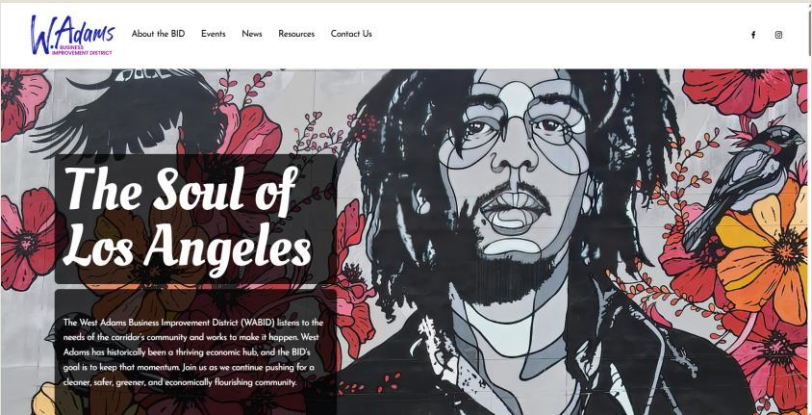 W.Adams
BUSINESS
IMPROVEMENT DISTRICT
About the BID Events News Resources Contact Us
The Soul of
Los Angeles
The West Adams Business Improvement District (WABID) listens to the
needs of the corridor's community and works to make it happen. West
Adams has historically been a thriving economic hub, and the BID's
goal is to keep that momentum. Join us as we continue pushing for a
cleaner, safer, greener, and economically flourishing community.